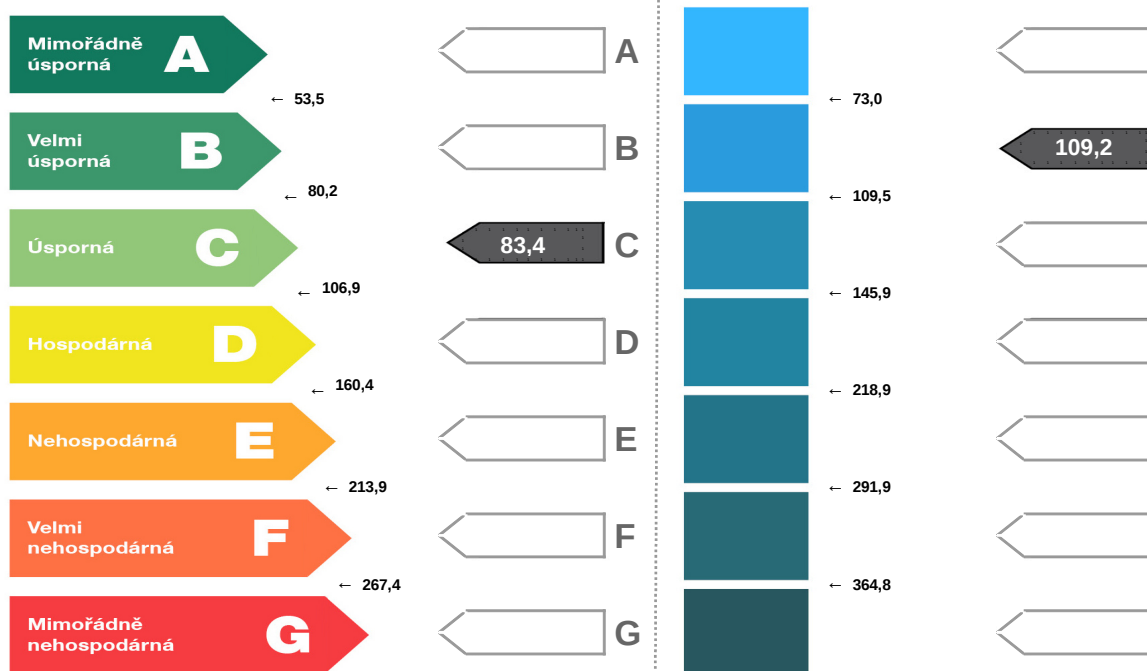 Mimořádně
úsporná
A
A
53,5
73,0
Velmi
úsporná
B
B
109,2
80,2
109,5
Úsporná
C
83,4
C
106,9
145,9
Hospodárná
D
D
160,4
218,9
Nehospodárná
E
E
213,9
291,9
Velmi
nehospodárná
F
F
267,4
364,8
Mimořádně
nehospodárná
G
G